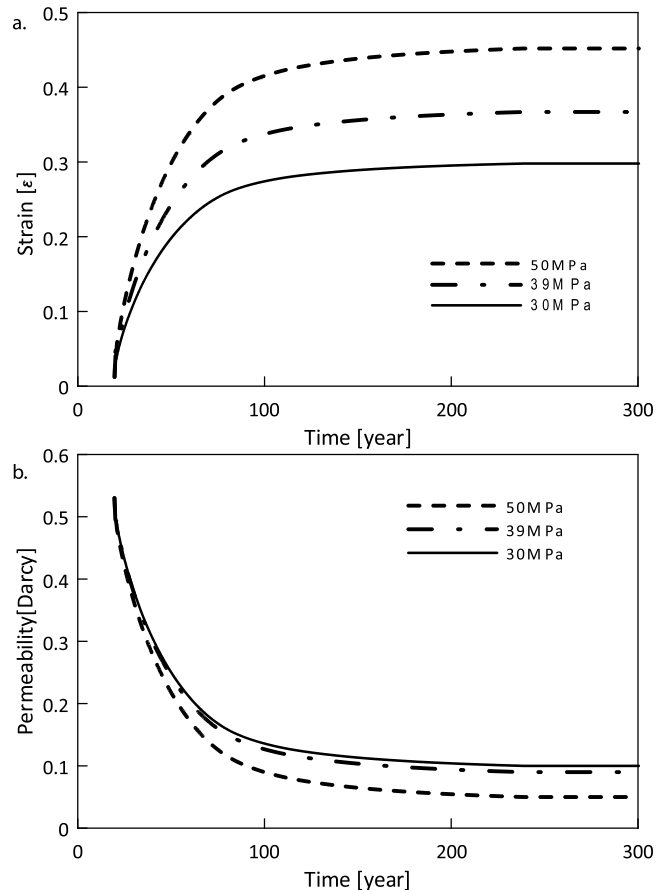 a.
0.5
0.4
0.3
0.2
0.1
0
Strain [ε]
50MPa
39MPa
30MPa
0 100 200 300
Time [year]
b.
0.6
0.5
0.4
0.3
0.2
0.1
0
Permeability[Darcy]
50MPa
39MPa
30MPa
0 100 200 300
Time [year]